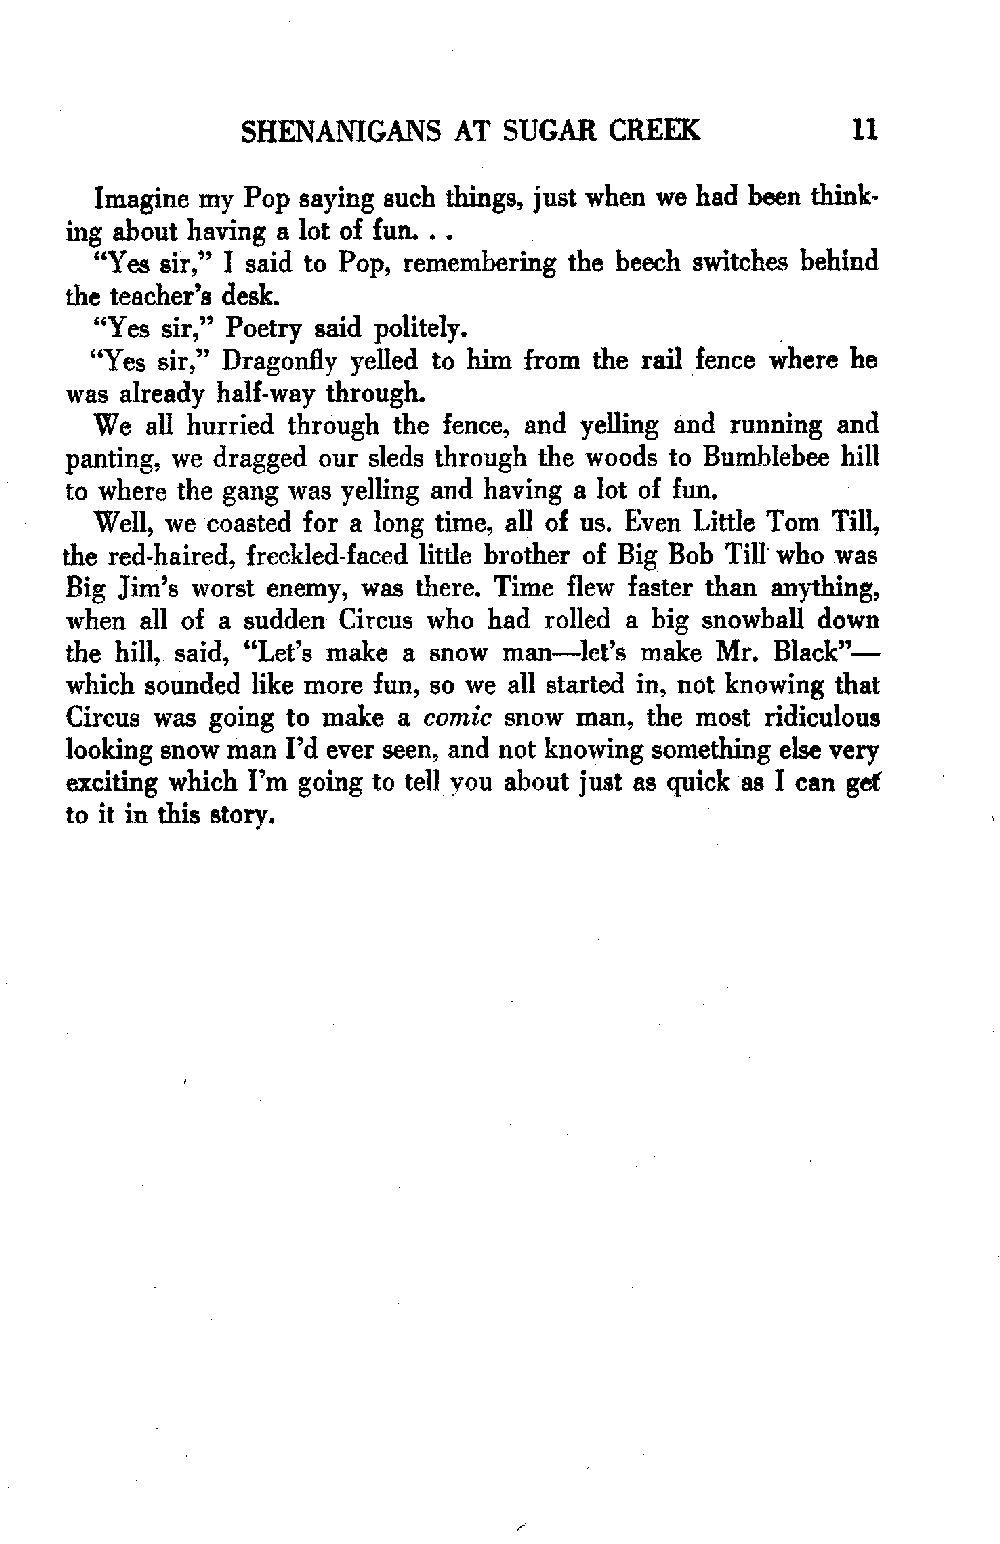 SHENANIGANS AT SUGAR CREEK 11
Imagine my Pop saying such things, just when we had been think-
ing about having a lot of fun. . .
“Yes sir,” I said to Pop, remembering the beech switches behind
the teacher’s desk.
“Yes sir,” Poetry said politely.
“Yes sir,” Dragonfly yelled to him from the rail fence where he
was already half-way through.
We all hurried through the fence, and yelling and running and
panting, we dragged our sleds through the woods to Bumblebee hill
to where the gang was yelling and having a lot of fun.
Well, we coasted for a long time, all of us. Even Little Tom Till,
the red-haired, freckled-faced little brother of Big Bob Till who was
Big Jim’s worst enemy, was there. Time flew faster than anything,
when all of a sudden Circus who had rolled a big snowball down
the hill, said, “Let’s make a snow man—let’s make Mr. Black”—
which sounded like more fun, so we all started in, not knowing that
Circus was going to make a comic snow man, the most ridiculous
looking snow man I’d ever seen, and not knowing something else very
exciting which I’m going to tell you about just as quick as I can get
to it in this story.